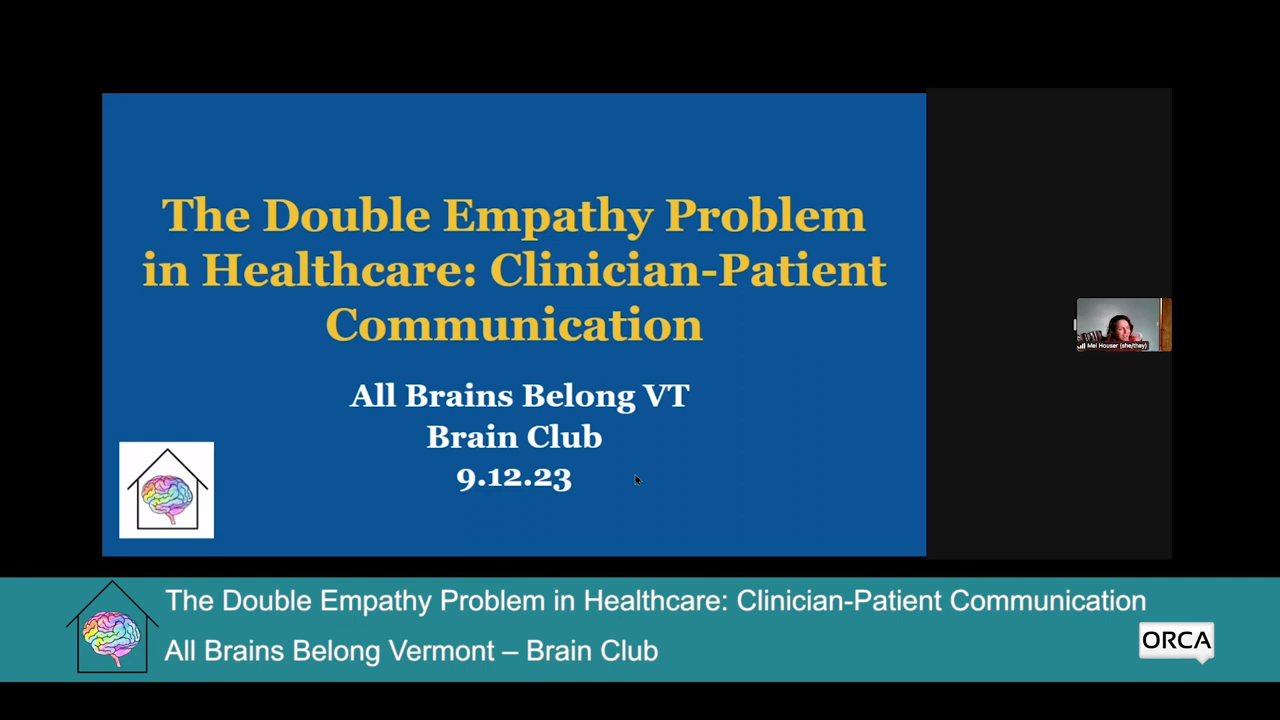 The Double Empathy Problem
in Healthcare: Clinician-Patient
Communication
All Brains Belong VT
Brain Club
9.12.23
Mel Houser (she/they)
The Double Empathy Problem in Healthcare: Clinician-Patient Communication
All Brains Belong Vermont – Brain Club
ORCA